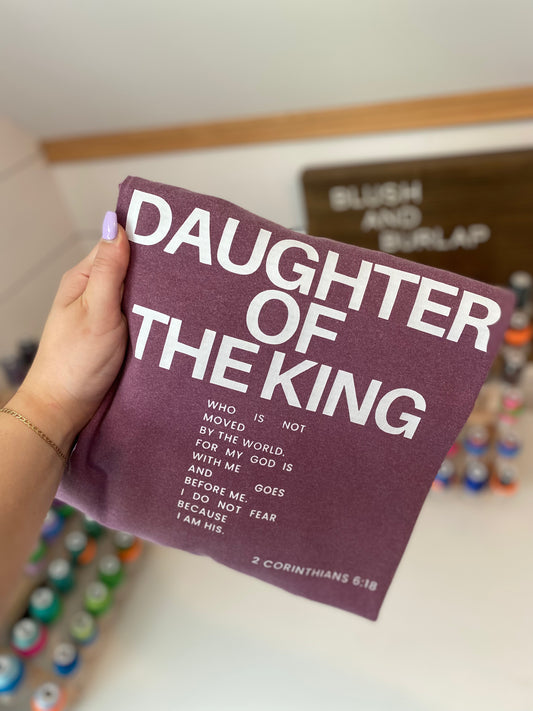 BLUSH
AND
BURLAP
DAUGHTER
OF
THE KING
WHO IS NOT
MOVED
BY THE WORLD.
FOR MY GOD IS
WITH ME GOES
AND
BEFORE ME.
I DO NOT FEAR
BECAUSE
I AM HIS.
2 CORINTHIANS 6:18